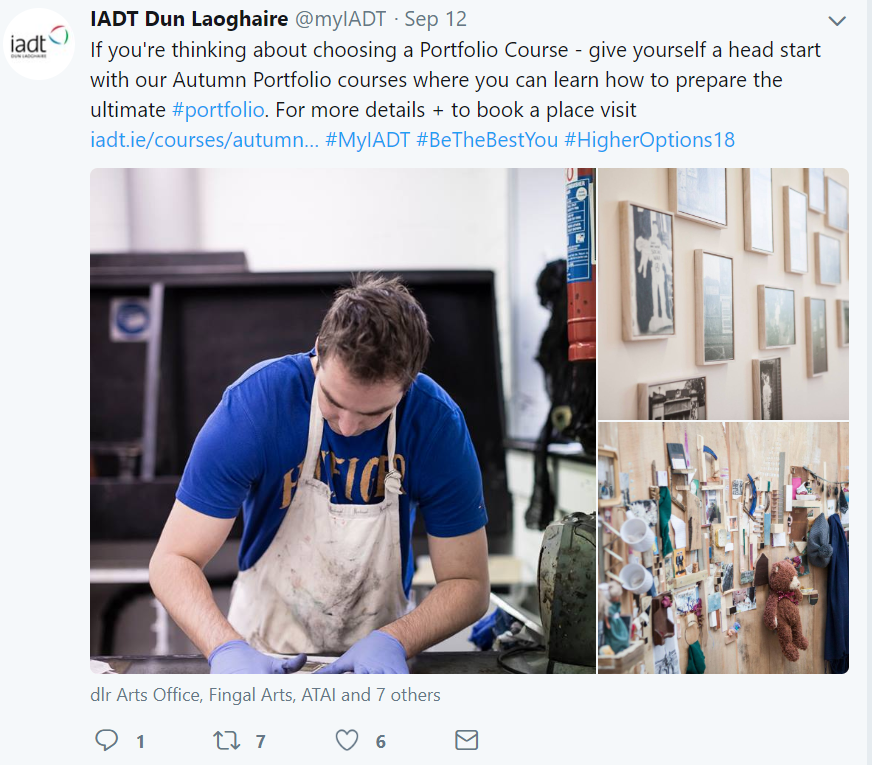 IADT Dun Laoghaire @myIADT · Sep 12
iadt
DUN LAOGHAIRE
If you're thinking about choosing a Portfolio Course - give yourself a head start
with our Autumn Portfolio courses where you can learn how to prepare the
ultimate #portfolio. For more details + to book a place visit
iadt.ie/courses/autumn... #MyIADT #BeTheBestYou #HigherOptions18
dlr Arts Office, Fingal Arts, ATAI and 7 others
1 7 6